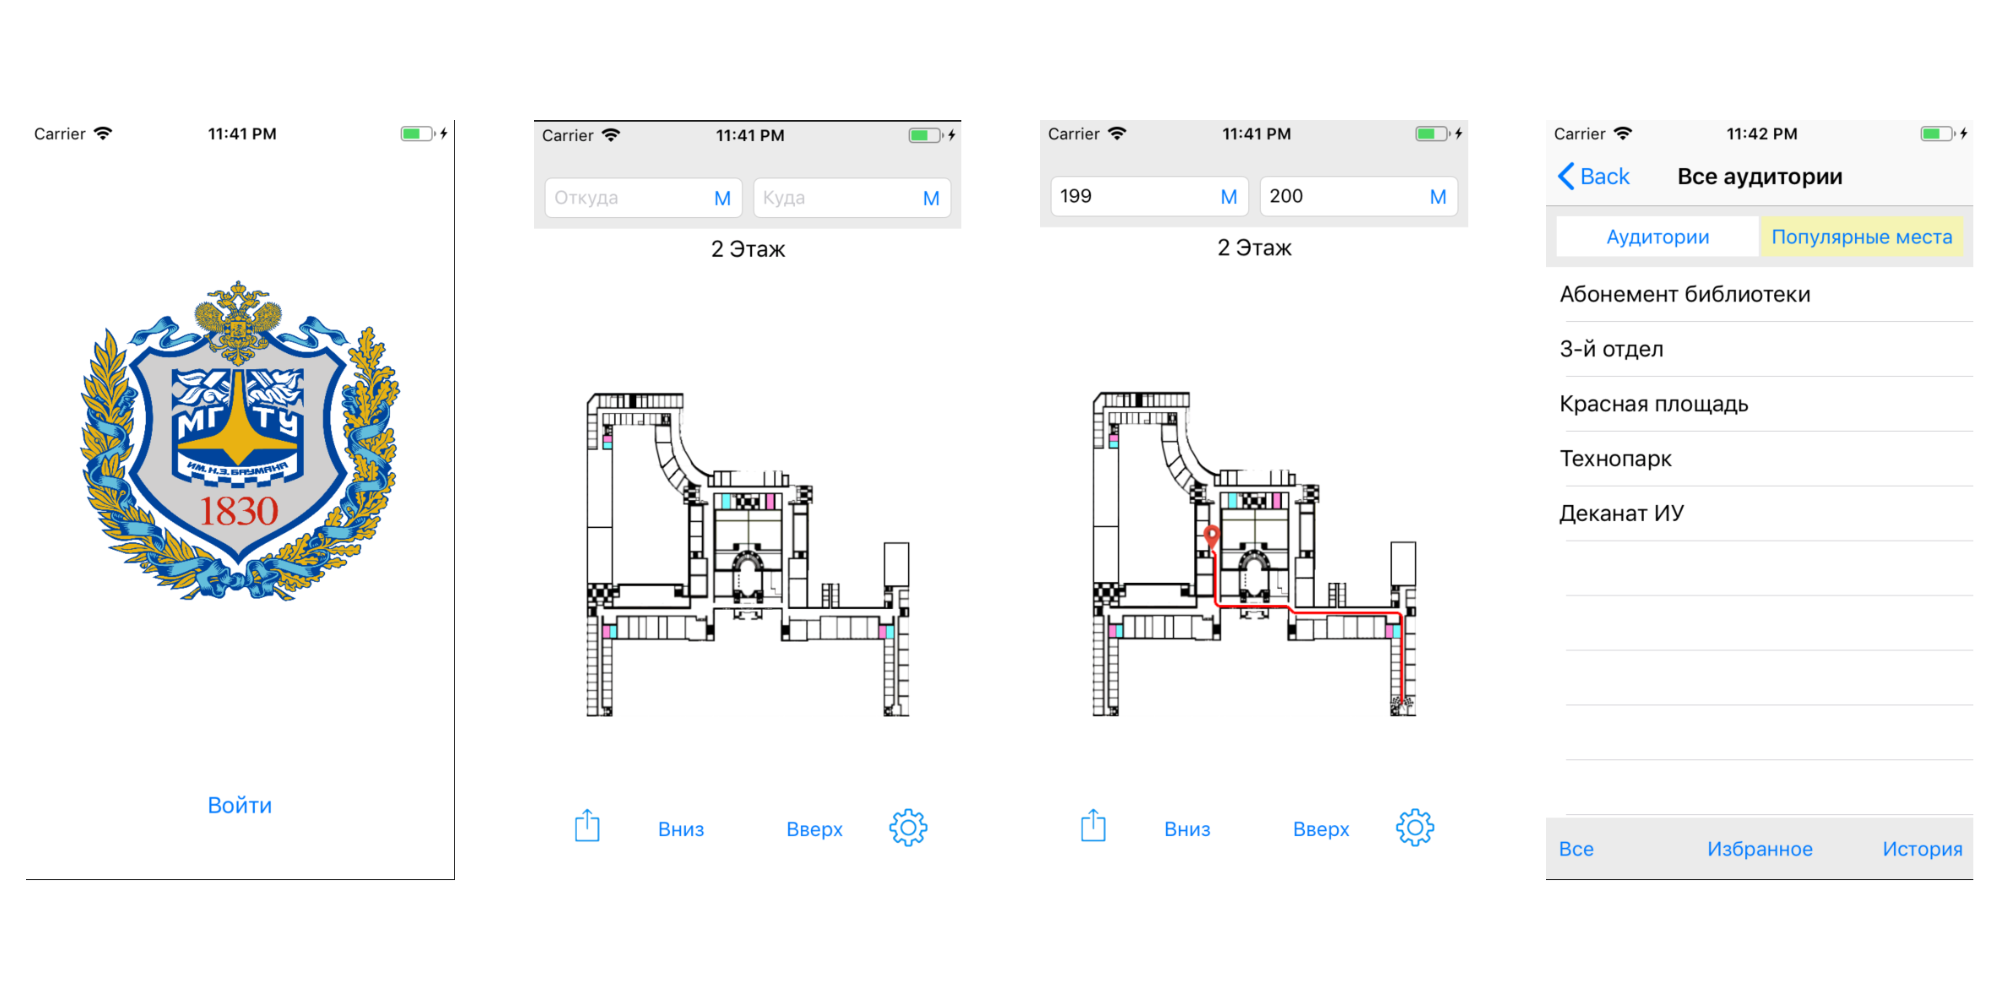 Carrier 11:41 PM
МГТУ
ИМ. Н.Э. БАУМАНА
1830
Войти
Carrier 11:41 PM
Откуда M Куда M
2 Этаж
Вниз Вверх
Carrier 11:41 PM
199 M 200 M
2 Этаж
Вниз Вверх
Carrier 11:42 PM
Back Все аудитории
Аудитории Популярные места
Абонемент библиотеки
3-й отдел
Красная площадь
Технопарк
Деканат ИУ
Все Избранное История